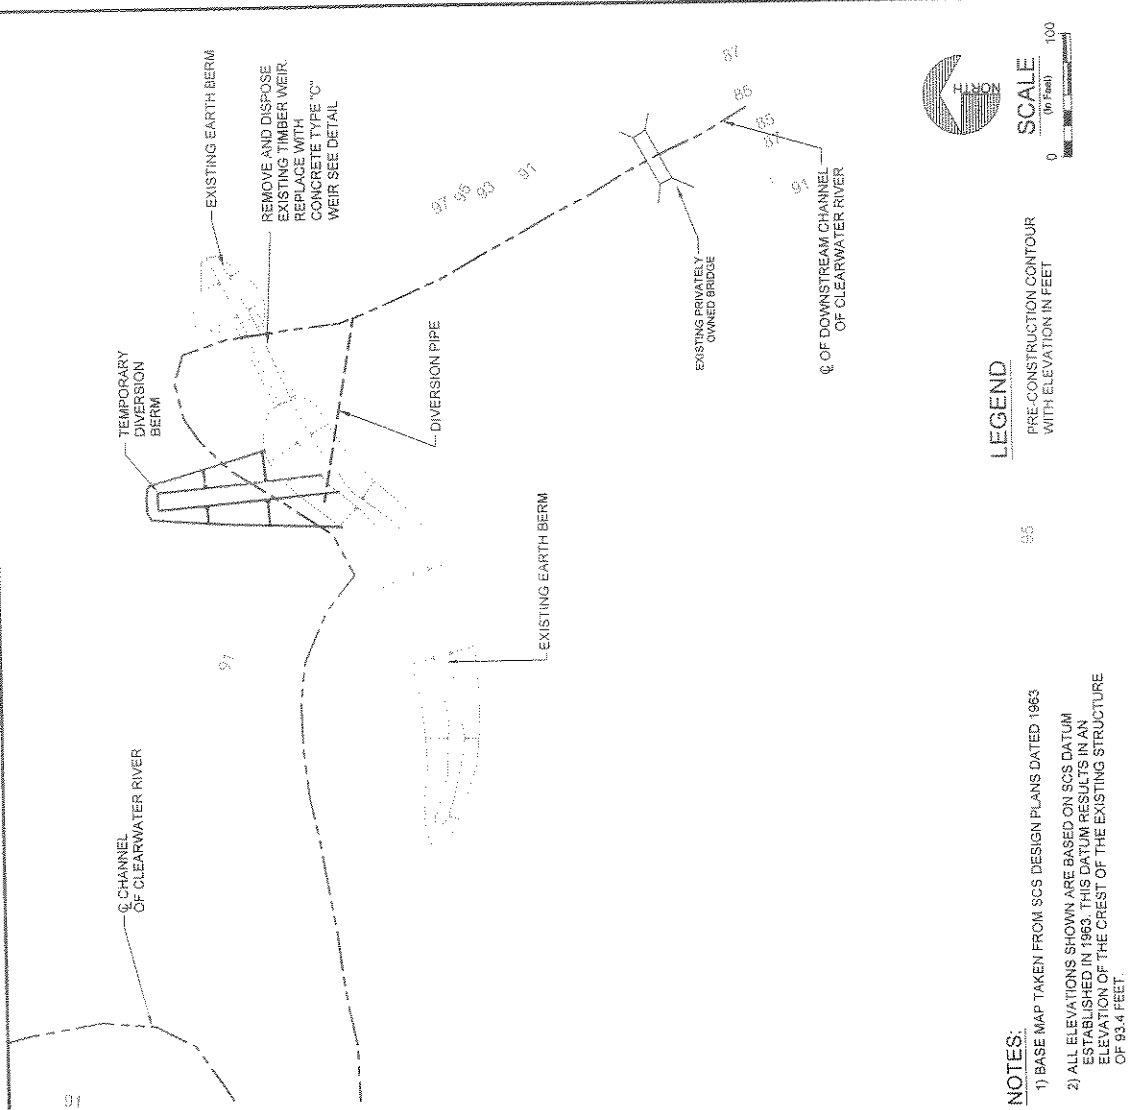 ℄ CHANNEL
OF CLEARWATER RIVER
TEMPORARY
DIVERSION
BERM
EXISTING EARTH BERM
REMOVE AND DISPOSE
EXISTING TIMBER WEIR.
REPLACE WITH
CONCRETE TYPE "C"
WEIR SEE DETAIL
91
91
97
95
93
91
87
86
85
87
91
DIVERSION PIPE
EXISTING EARTH BERM
EXISTING PRIVATELY
OWNED BRIDGE
℄ OF DOWNSTREAM CHANNEL
OF CLEARWATER RIVER
NOTES:
1) BASE MAP TAKEN FROM SCS DESIGN PLANS DATED 1963
2) ALL ELEVATIONS SHOWN ARE BASED ON SCS DATUM
ESTABLISHED IN 1963. THIS DATUM RESULTS IN AN
ELEVATION OF THE CREST OF THE EXISTING STRUCTURE
OF 93.4 FEET.
LEGEND
95
PRE-CONSTRUCTION CONTOUR
WITH ELEVATION IN FEET
NORTH
SCALE
(In Feet)
0 100